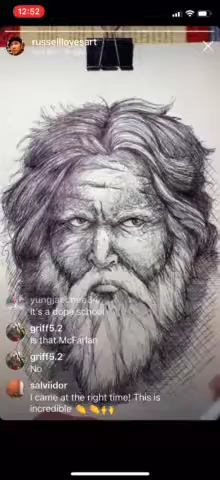 12:52
russelllovesart
griff5.2
It's a dope school
Is that McFarlan
griff5.2
No
salviidor
I came at the right time! This is
incredible 👏👏🙌